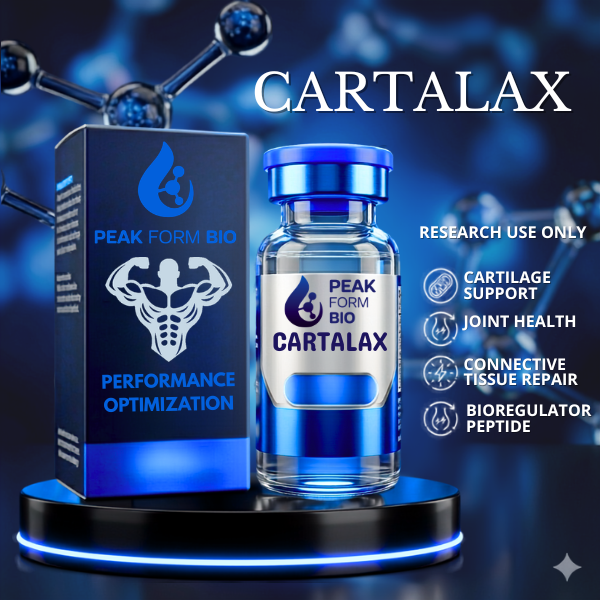 CARTALAX
PEAK FORM BIO
PERFORMANCE
OPTIMIZATION
PEAK
FORM
BIO
CARTALAX
RESEARCH USE ONLY
CARTILAGE
SUPPORT
JOINT HEALTH
CONNECTIVE
TISSUE REPAIR
BIOREGULATOR
PEPTIDE